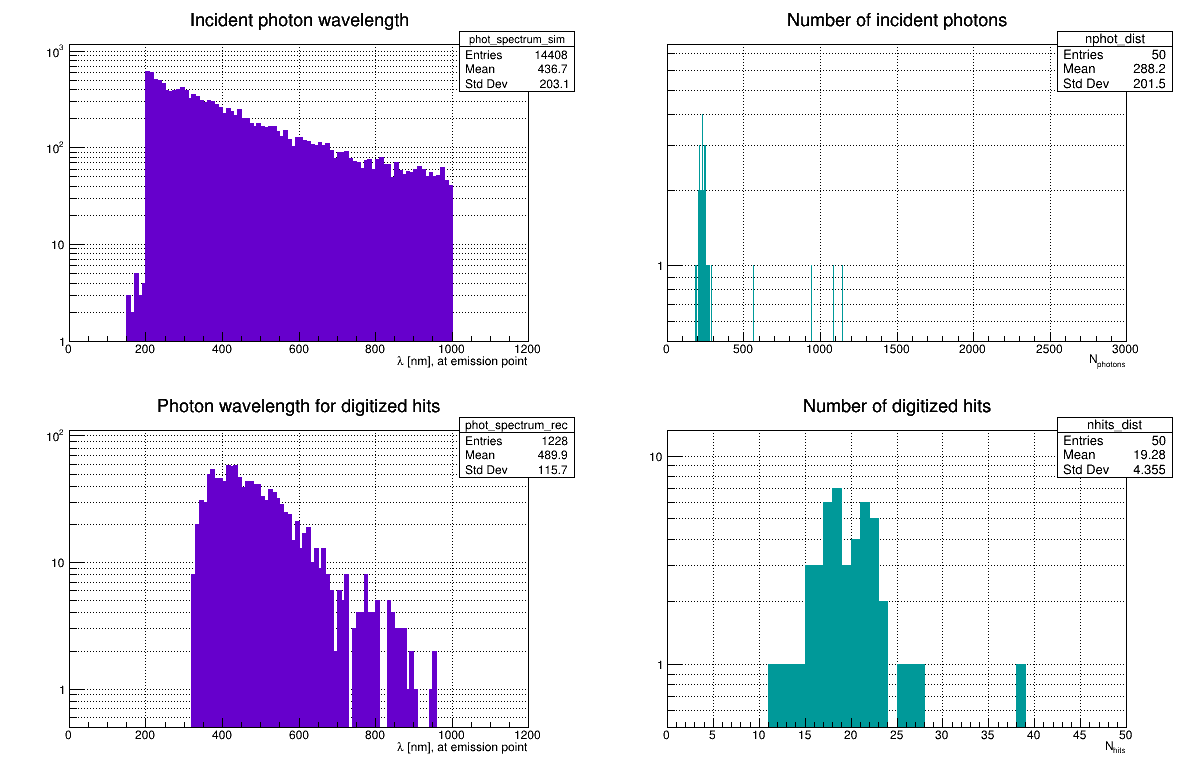 Incident photon wavelength
phot_spectrum_sim
Entries 14408
Mean 436.7
Std Dev 203.1
10³
10²
10
1
0 200 400 600 800 1000 1200
λ [nm], at emission point
Number of incident photons
nphot_dist
Entries 50
Mean 288.2
Std Dev 201.5
1
0 500 1000 1500 2000 2500 3000
Nphotons
Photon wavelength for digitized hits
phot_spectrum_rec
Entries 1228
Mean 489.9
Std Dev 115.7
10²
10
1
0 200 400 600 800 1000 1200
λ [nm], at emission point
Number of digitized hits
nhits_dist
Entries 50
Mean 19.28
Std Dev 4.355
10
1
0 5 10 15 20 25 30 35 40 45 50
Nhits